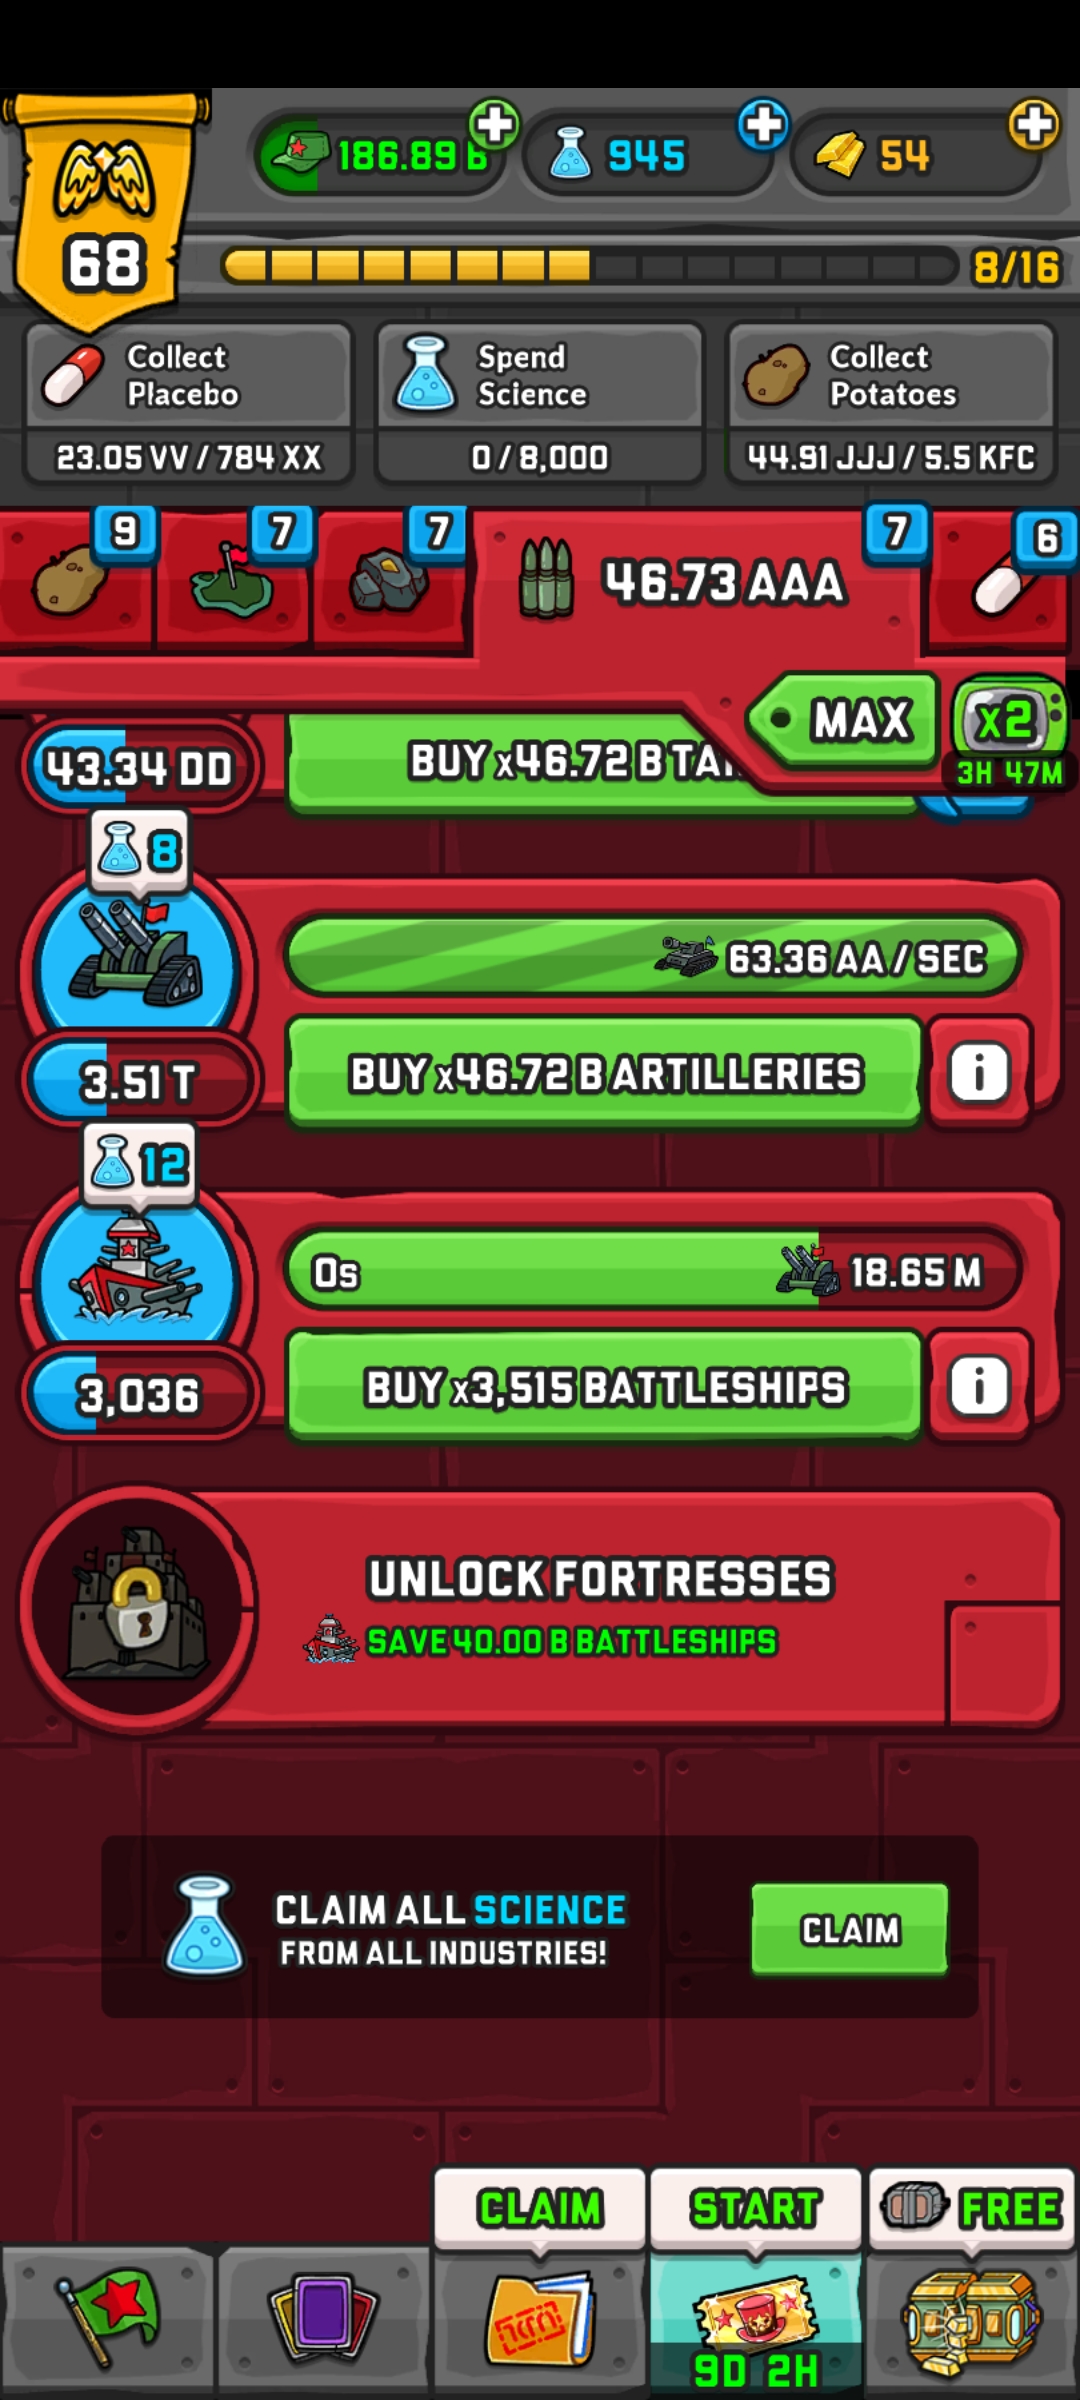 186.89 B
945
54
68
8/16
Collect
Placebo
23.05 VV / 784 XX
Spend
Science
0 / 8,000
Collect
Potatoes
44.91 JJJ / 5.5 KFC
9
7
7
46.73 AAA
7
6
MAX
x2
3H 47M
43.34 DD
BUY x46.72 B
8
63.36 AA / SEC
3.51 T
BUY x46.72 B ARTILLERIES
i
12
0s
18.65 M
3,036
BUY x3,515 BATTLESHIPS
i
UNLOCK FORTRESSES
SAVE 40.00 B BATTLESHIPS
CLAIM ALL SCIENCE
FROM ALL INDUSTRIES!
CLAIM
CLAIM
START
FREE
9D 2H